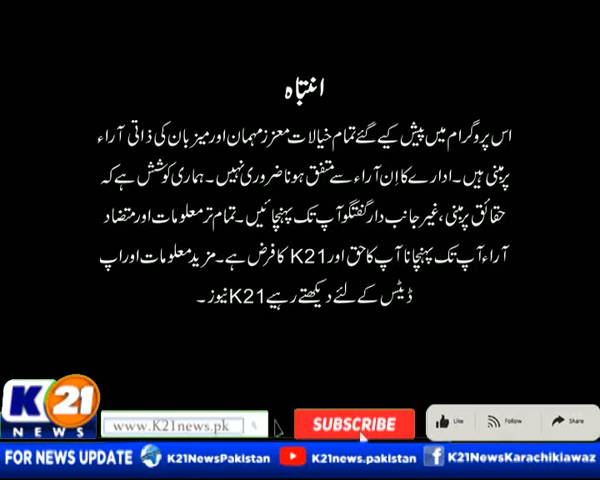 انتباہ
اس پروگرام میں پیش کیے گئے تمام خیالات معزز مہمان اور میزبان کی ذاتی آراء
پر مبنی ہیں۔ ادارے کا اِن آراء سے متفق ہونا ضروری نہیں۔ ہماری کوشش ہے کہ
حقائق پر مبنی، غیر جانب دار گفتگو آپ تک پہنچائیں۔ تمام تر معلومات اور متضاد
آراء آپ تک پہنچانا آپ کا حق اور K21 کا فرض ہے۔ مزید معلومات اور اپ
ڈیٹس کے لئے دیکھتے رہیے K21 نیوز۔
K21
NEWS
www.K21news.pk
SUBSCRIBE
Like
Follow
Share
FOR NEWS UPDATE
K21NewsPakistan
K21news.pakistan
K21NewsKarachikiawaz